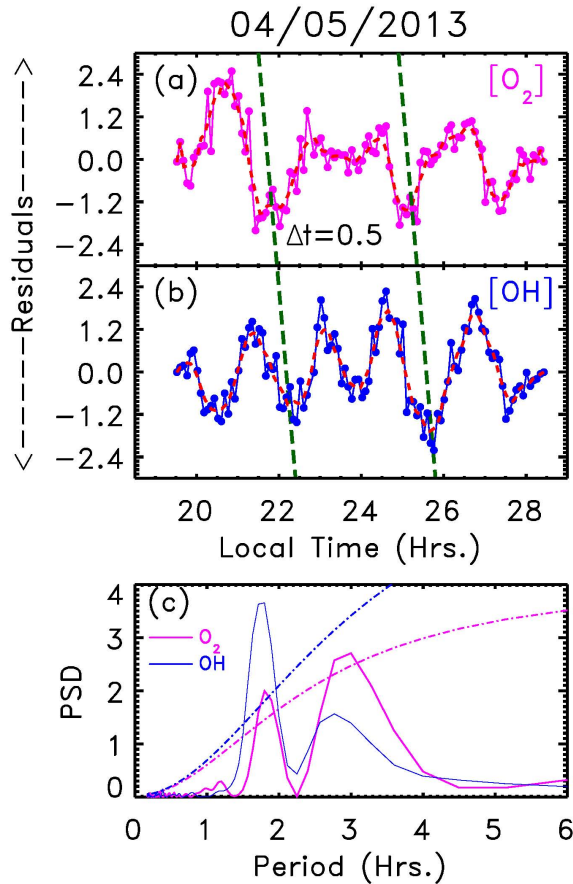 04/05/2013
(a)
[O₂]
2.4
1.2
0.0
−1.2
−2.4
Δt=0.5
(b)
[OH]
2.4
1.2
0.0
−1.2
−2.4
<-----Residuals------>
20 22 24 26 28
Local Time (Hrs.)
(c)
O₂
OH
4
3
2
1
0
PSD
0 1 2 3 4 5 6
Period (Hrs.)